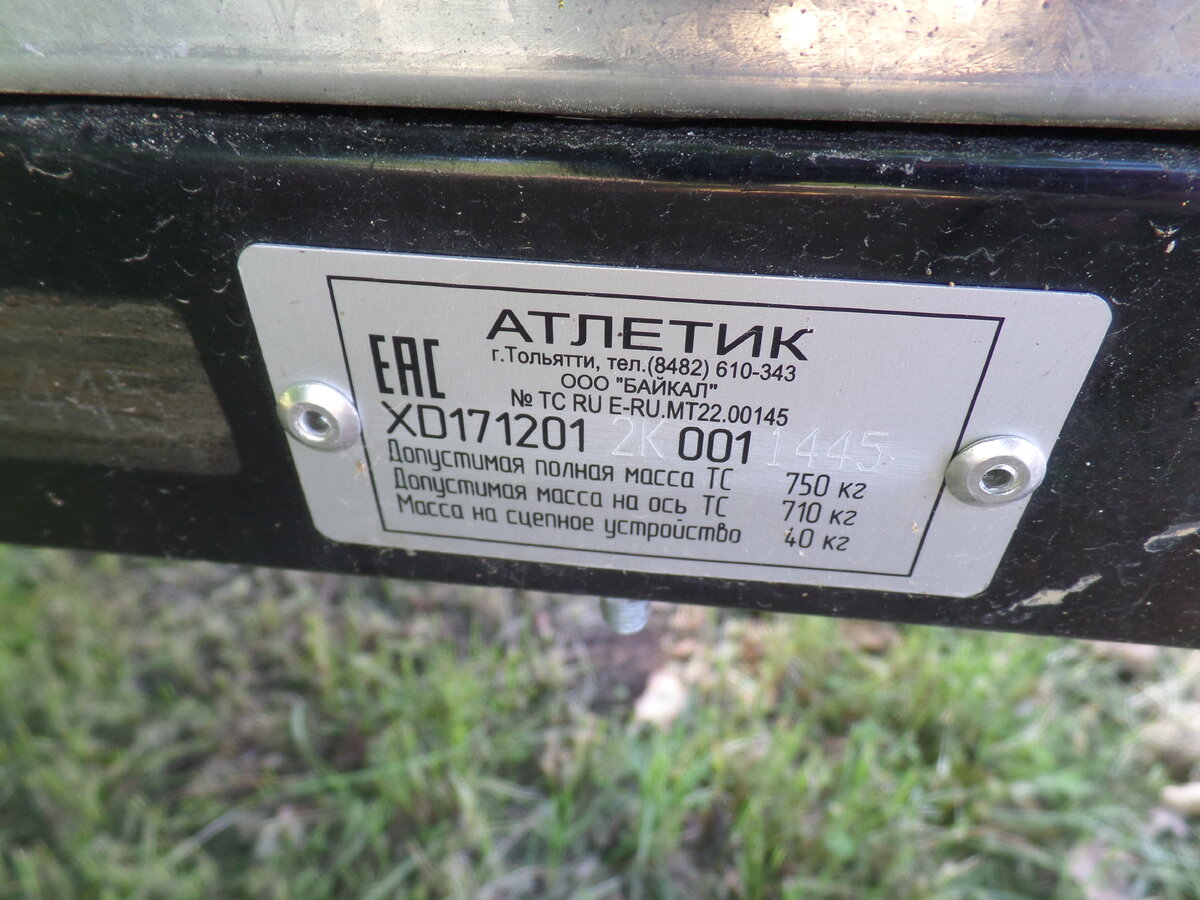 АТЛЕТИК
г.Тольятти, тел.(8482) 610-343
ООО "БАЙКАЛ"
EAC
№ ТС RU E-RU.MT22.00145
XD171201 2K 001 1445
Допустимая полная масса ТС 750 кг
Допустимая масса на ось ТС 710 кг
Масса на сцепное устройство 40 кг